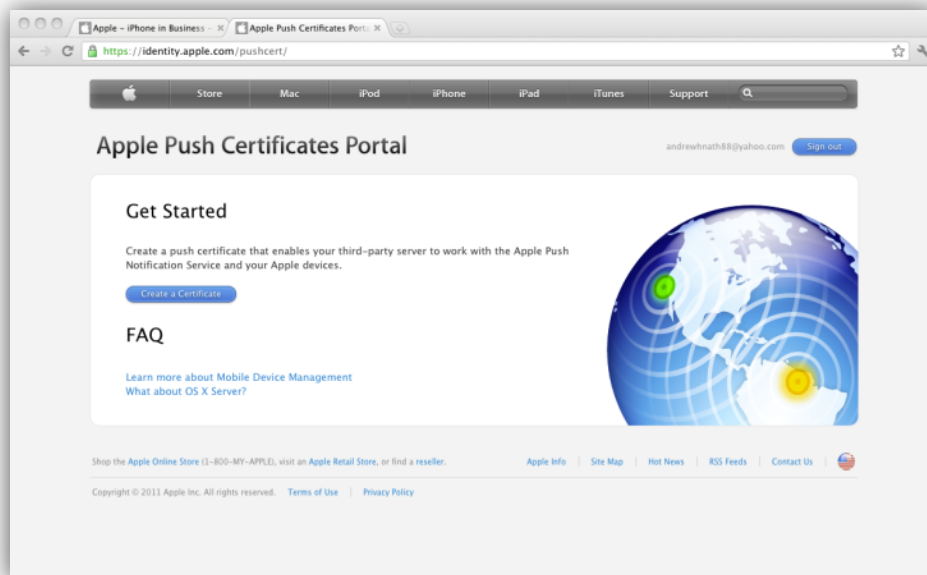 Apple – iPhone in Business –
Apple Push Certificates Porta
https://identity.apple.com/pushcert/
Store Mac iPod iPhone iPad iTunes Support
Apple Push Certificates Portal
andrewhnath88@yahoo.com Sign out
Get Started
Create a push certificate that enables your third-party server to work with the Apple Push
Notification Service and your Apple devices.
Create a Certificate
FAQ
Learn more about Mobile Device Management
What about OS X Server?
Shop the Apple Online Store (1-800-MY-APPLE), visit an Apple Retail Store, or find a reseller. Apple Info | Site Map | Hot News | RSS Feeds | Contact Us |
Copyright © 2011 Apple Inc. All rights reserved. Terms of Use | Privacy Policy